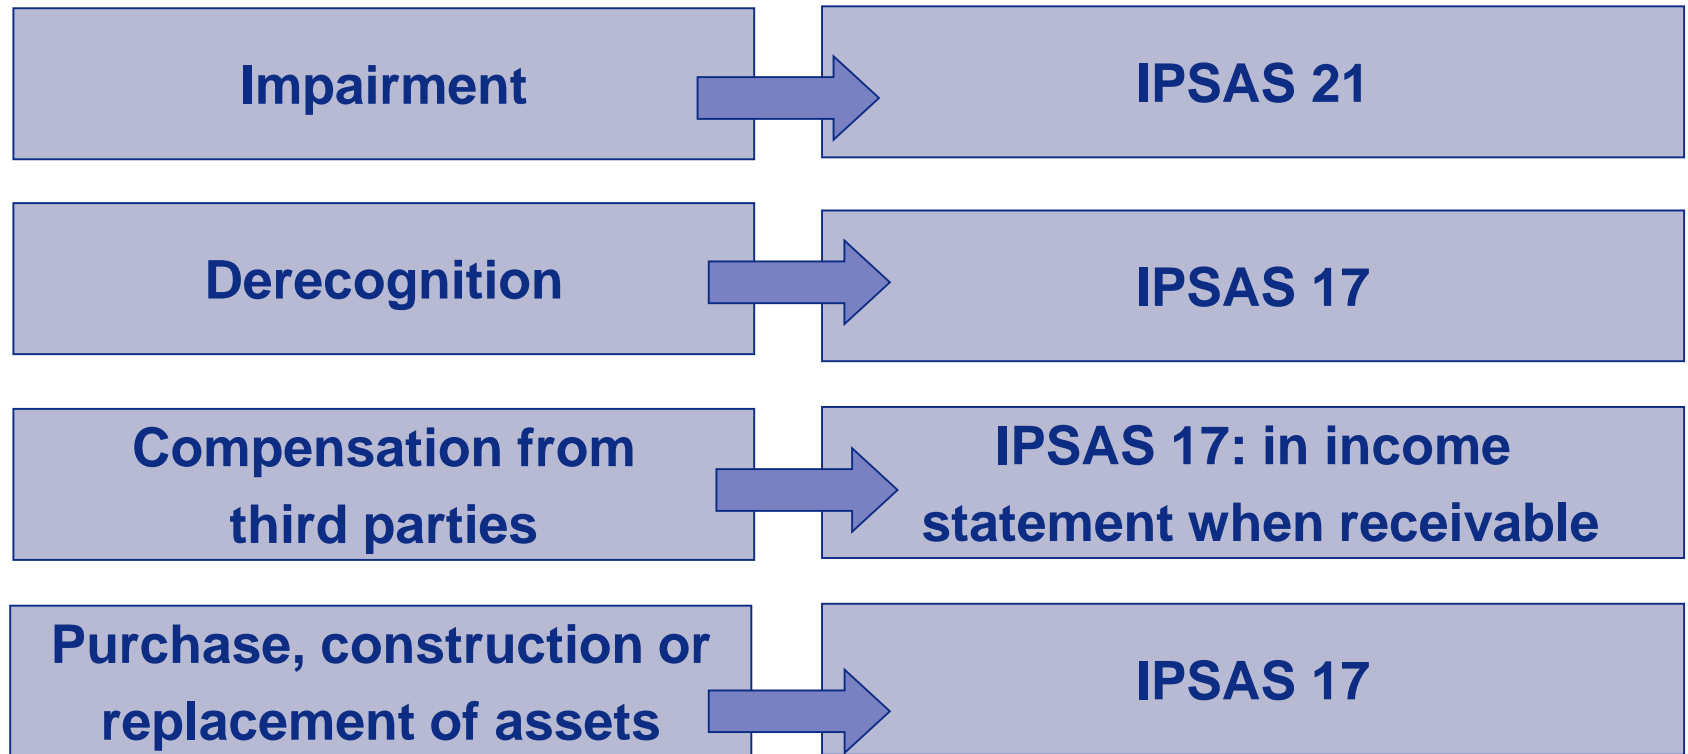 Impairment
IPSAS 21
Derecognition
IPSAS 17
Compensation from
third parties
IPSAS 17: in income
statement when receivable
Purchase, construction or
replacement of assets
IPSAS 17